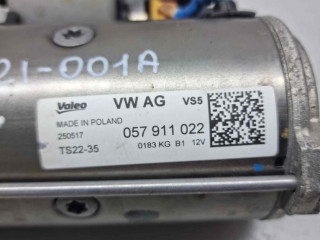 21-001A
Valeo VW AG VS5
MADE IN POLAND
250517 057 911 022
TS22-35 0183 KG B1 12V